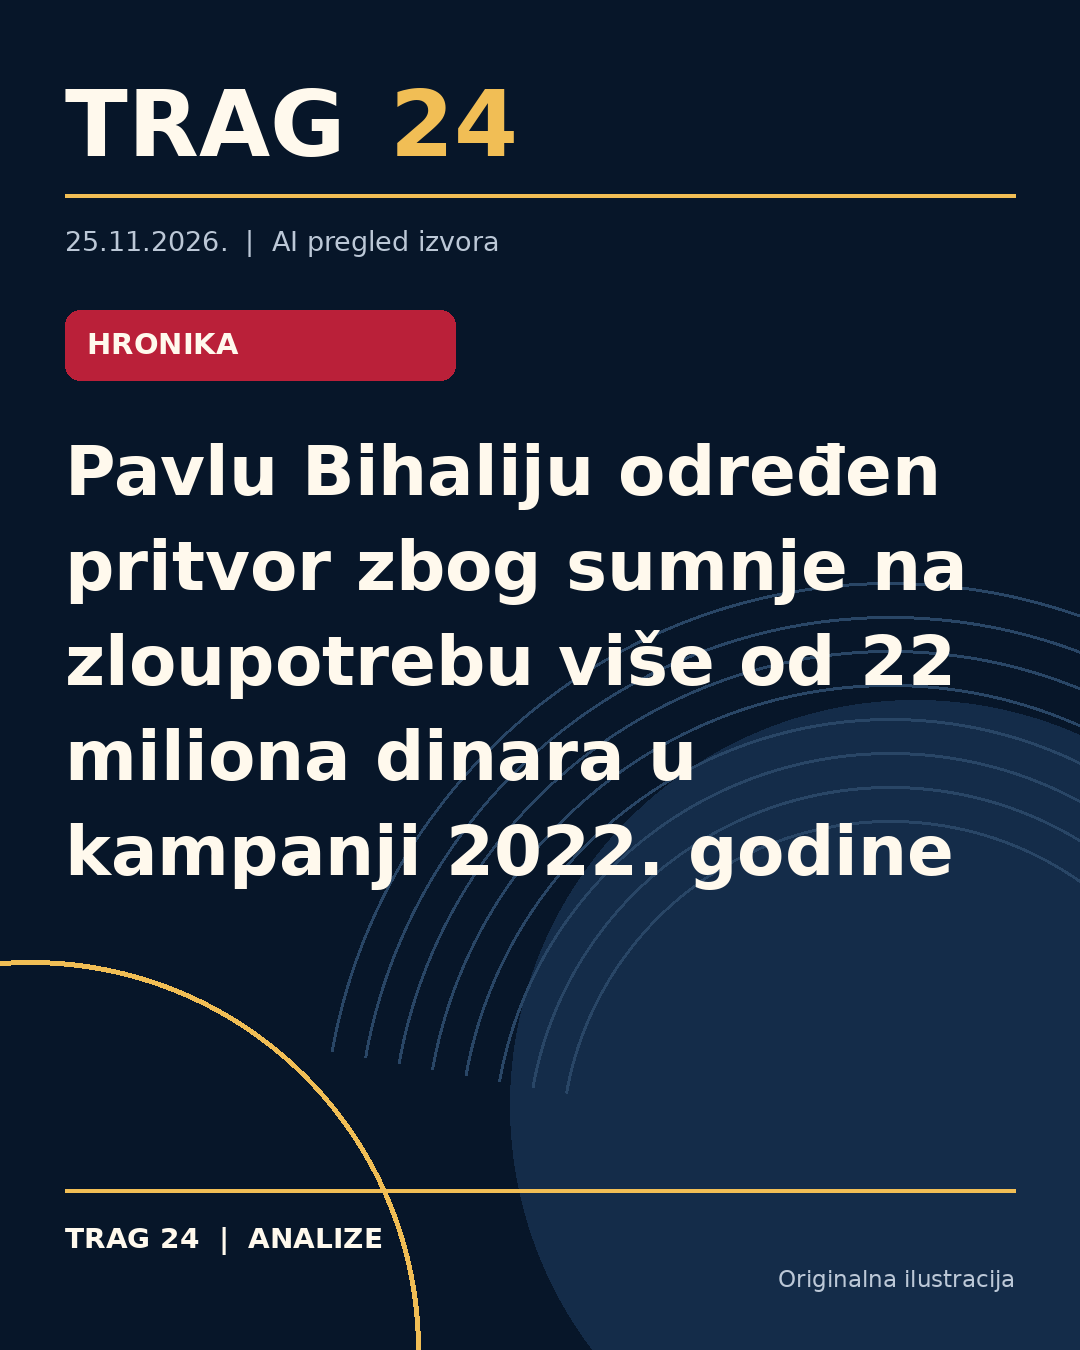 TRAG 24
25.11.2026. | AI pregled izvora
HRONIKA
Pavlu Bihaliju određen
pritvor zbog sumnje na
zloupotrebu više od 22
miliona dinara u
kampanji 2022. godine
TRAG 24 | ANALIZE
Originalna ilustracija